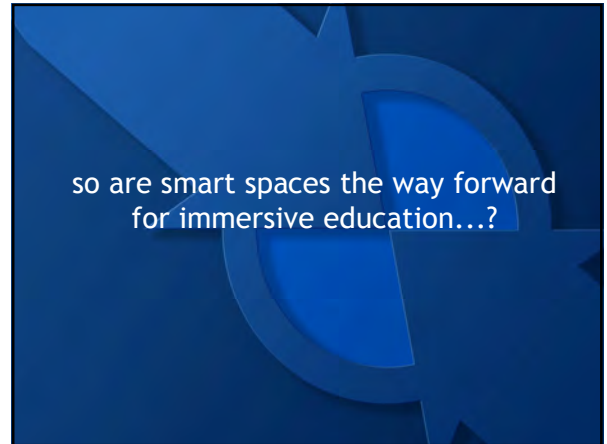 so are smart spaces the way forward
for immersive education...?